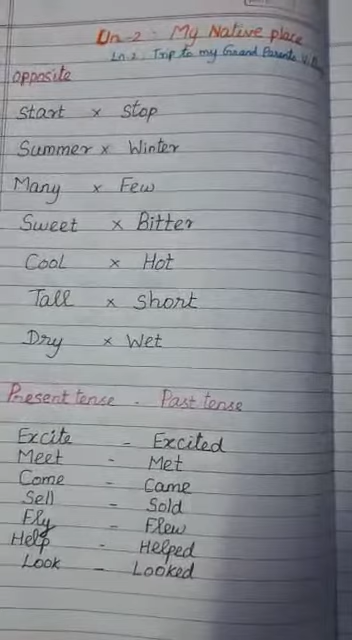 Un-2 - My Native place
Ln.2. Trip to my Grand Parents
Opposite
Start x Stop
Summer x Winter
Many x Few
Sweet x Bitter
Cool x Hot
Tall x Short
Dry x Wet
Present tense - Past tense
Excite - Excited
Meet - Met
Come - Came
Sell - Sold
Fly - Flew
Help - Helped
Look - Looked